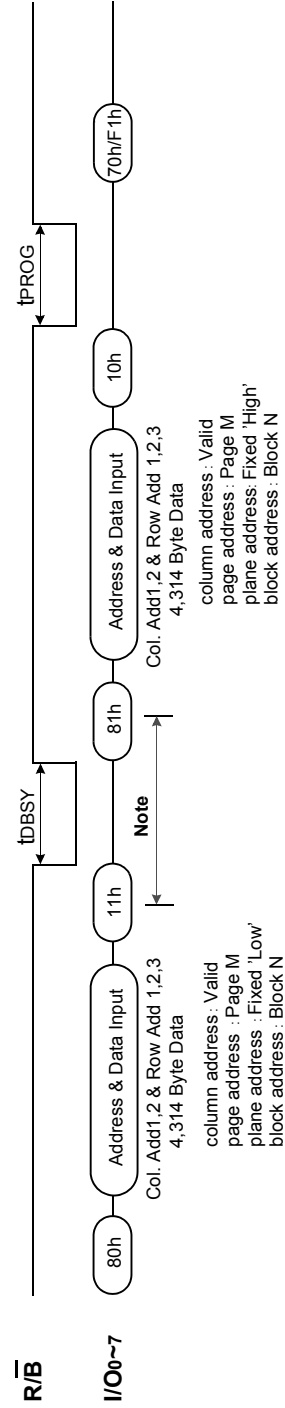 R/B
tDBSY
tPROG
I/O0~7
80h
Address & Data Input
11h
81h
Address & Data Input
10h
70h/F1h
Note
Col. Add1,2 & Row Add 1,2,3
4,314 Byte Data
Col. Add1,2 & Row Add 1,2,3
4,314 Byte Data
column address : Valid
page address : Page M
plane address : Fixed 'Low'
block address : Block N
column address : Valid
page address : Page M
plane address: Fixed 'High'
block address : Block N